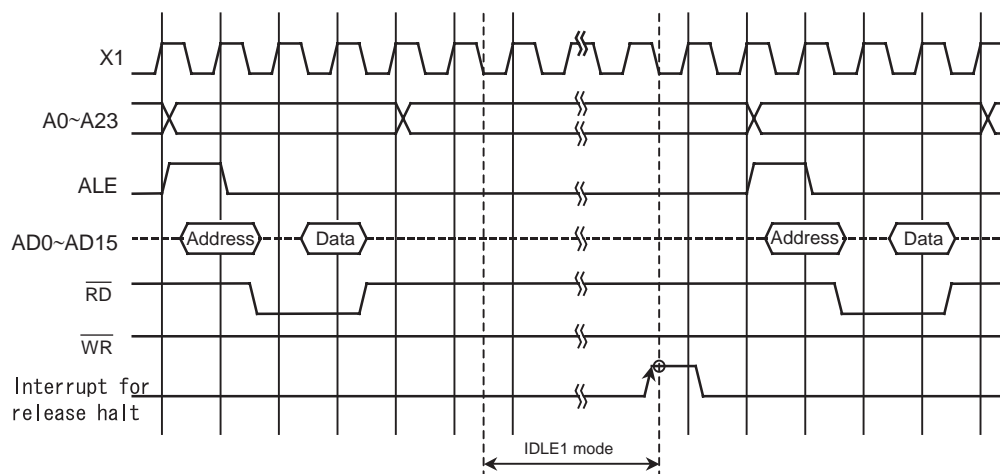 X1
A0~A23
ALE
AD0~AD15
Address
Data
Address
Data
RD
WR
Interrupt for
release halt
IDLE1 mode